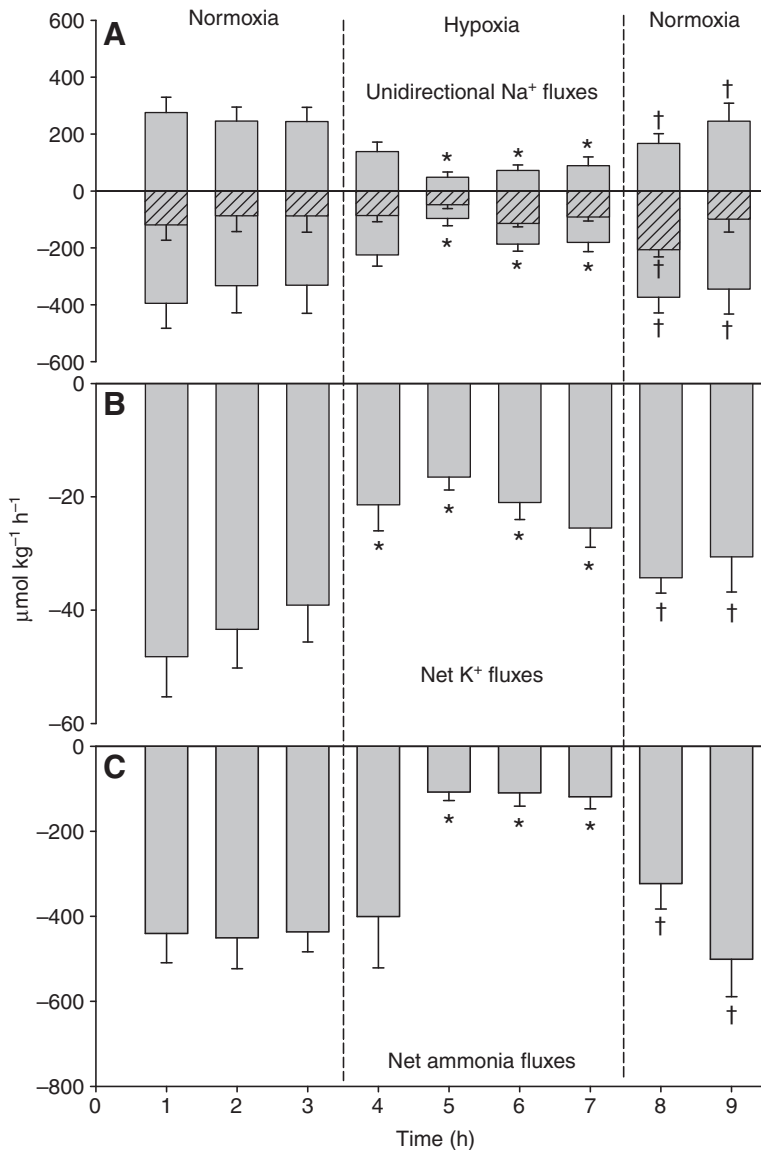 Normoxia
Hypoxia
Normoxia
A
Unidirectional Na⁺ fluxes
600
400
200
0
–200
–400
–600
* * *
* * *
† †
†
† †
B
0
–20
–40
–60
* * * *
† †
Net K⁺ fluxes
µmol kg⁻¹ h⁻¹
C
0
–200
–400
–600
–800
* * *
† †
Net ammonia fluxes
0 1 2 3 4 5 6 7 8 9
Time (h)